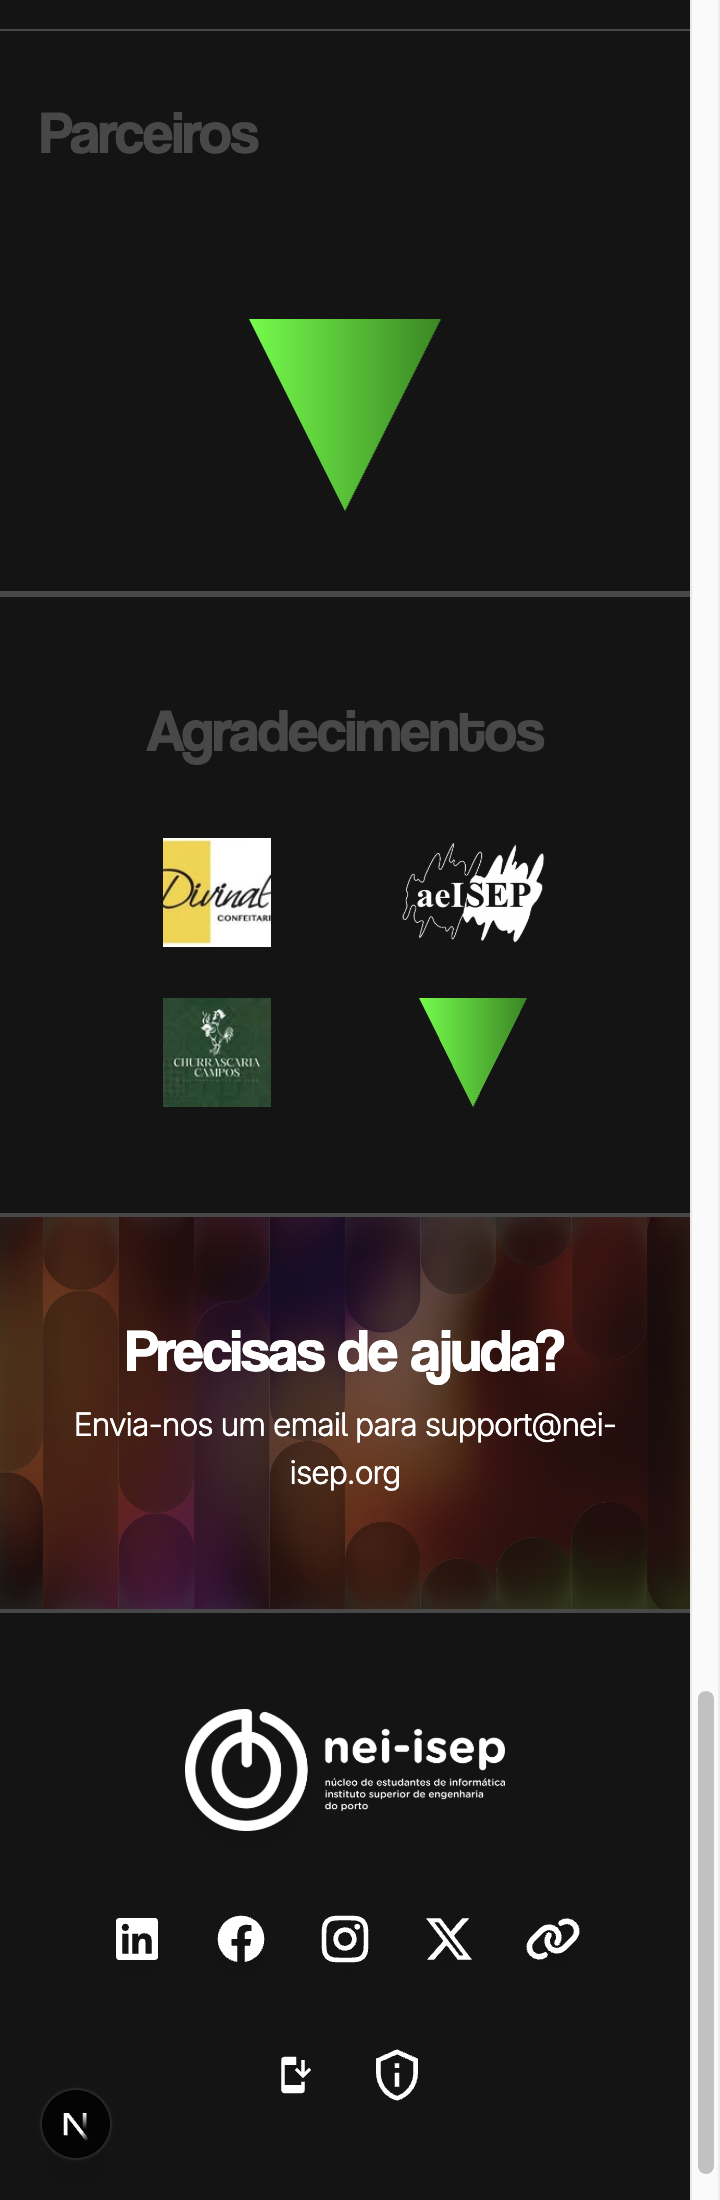 Parceiros
Agradecimentos
Divinal
CONFEITARI
aeISEP
CHURRASCARIA
CAMPOS
Precisas de ajuda?
Envia-nos um email para support@nei-
isep.org
nei-isep
núcleo de estudantes de informática
instituto superior de engenharia
do porto
in
f
X
N